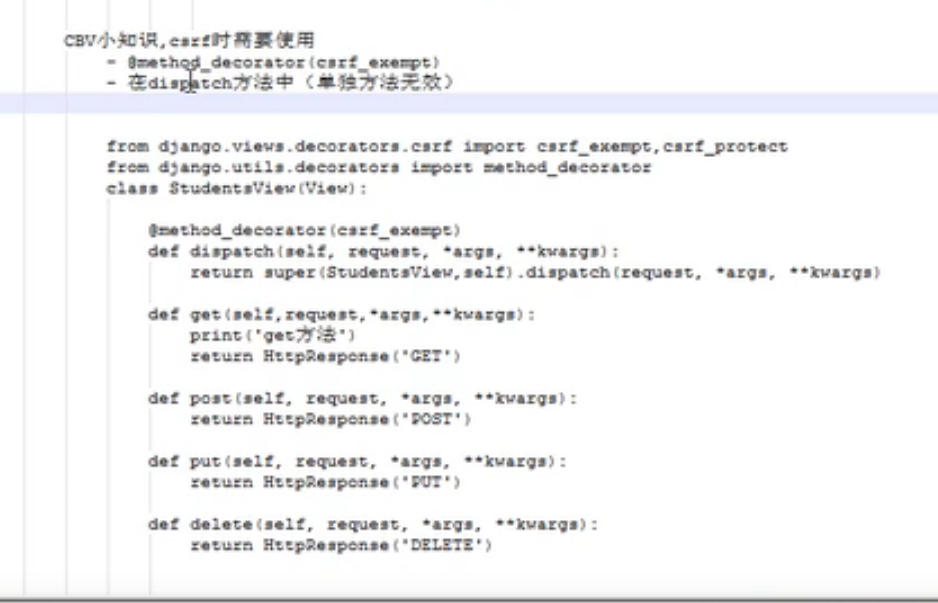 CBV小知识,csrf时需要使用
- @method_decorator(csrf_exempt)
- 在dispatch方法中（单独方法无效）
from django.views.decorators.csrf import csrf_exempt,csrf_protect
from django.utils.decorators import method_decorator
class StudentsView(View):
@method_decorator(csrf_exempt)
def dispatch(self, request, *args, **kwargs):
return super(StudentsView,self).dispatch(request, *args, **kwargs)
def get(self,request,*args,**kwargs):
print('get方法')
return HttpResponse('GET')
def post(self, request, *args, **kwargs):
return HttpResponse('POST')
def put(self, request, *args, **kwargs):
return HttpResponse('PUT')
def delete(self, request, *args, **kwargs):
return HttpResponse('DELETE')